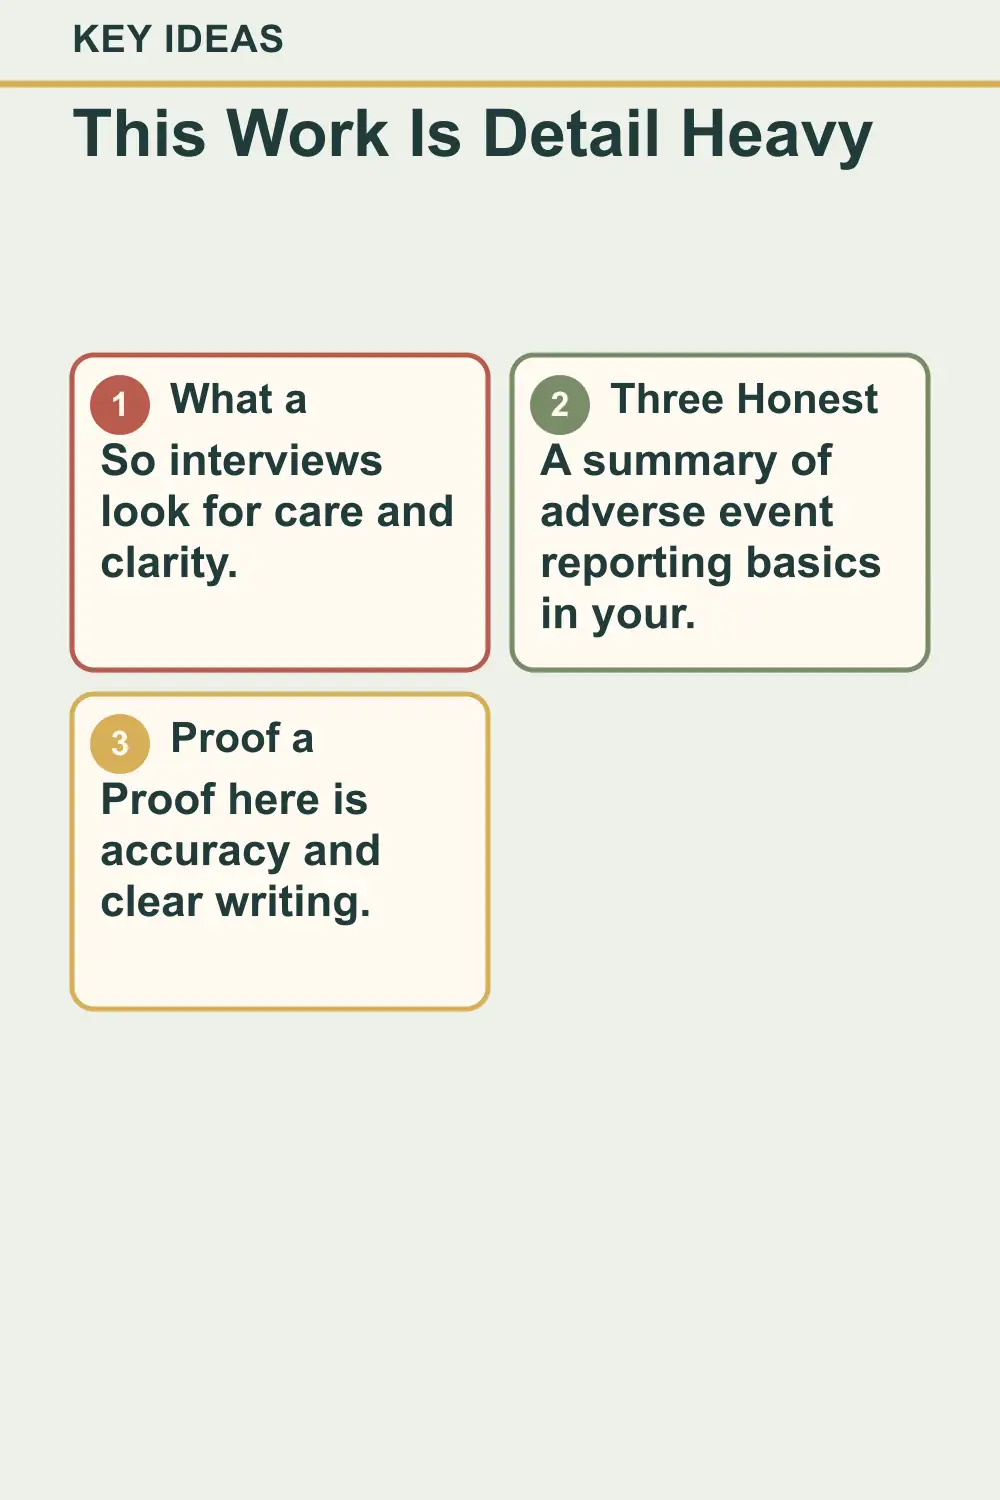 KEY IDEAS
This Work Is Detail Heavy
1 What a
So interviews
look for care and
clarity.
2 Three Honest
A summary of
adverse event
reporting basics
in your.
3 Proof a
Proof here is
accuracy and
clear writing.